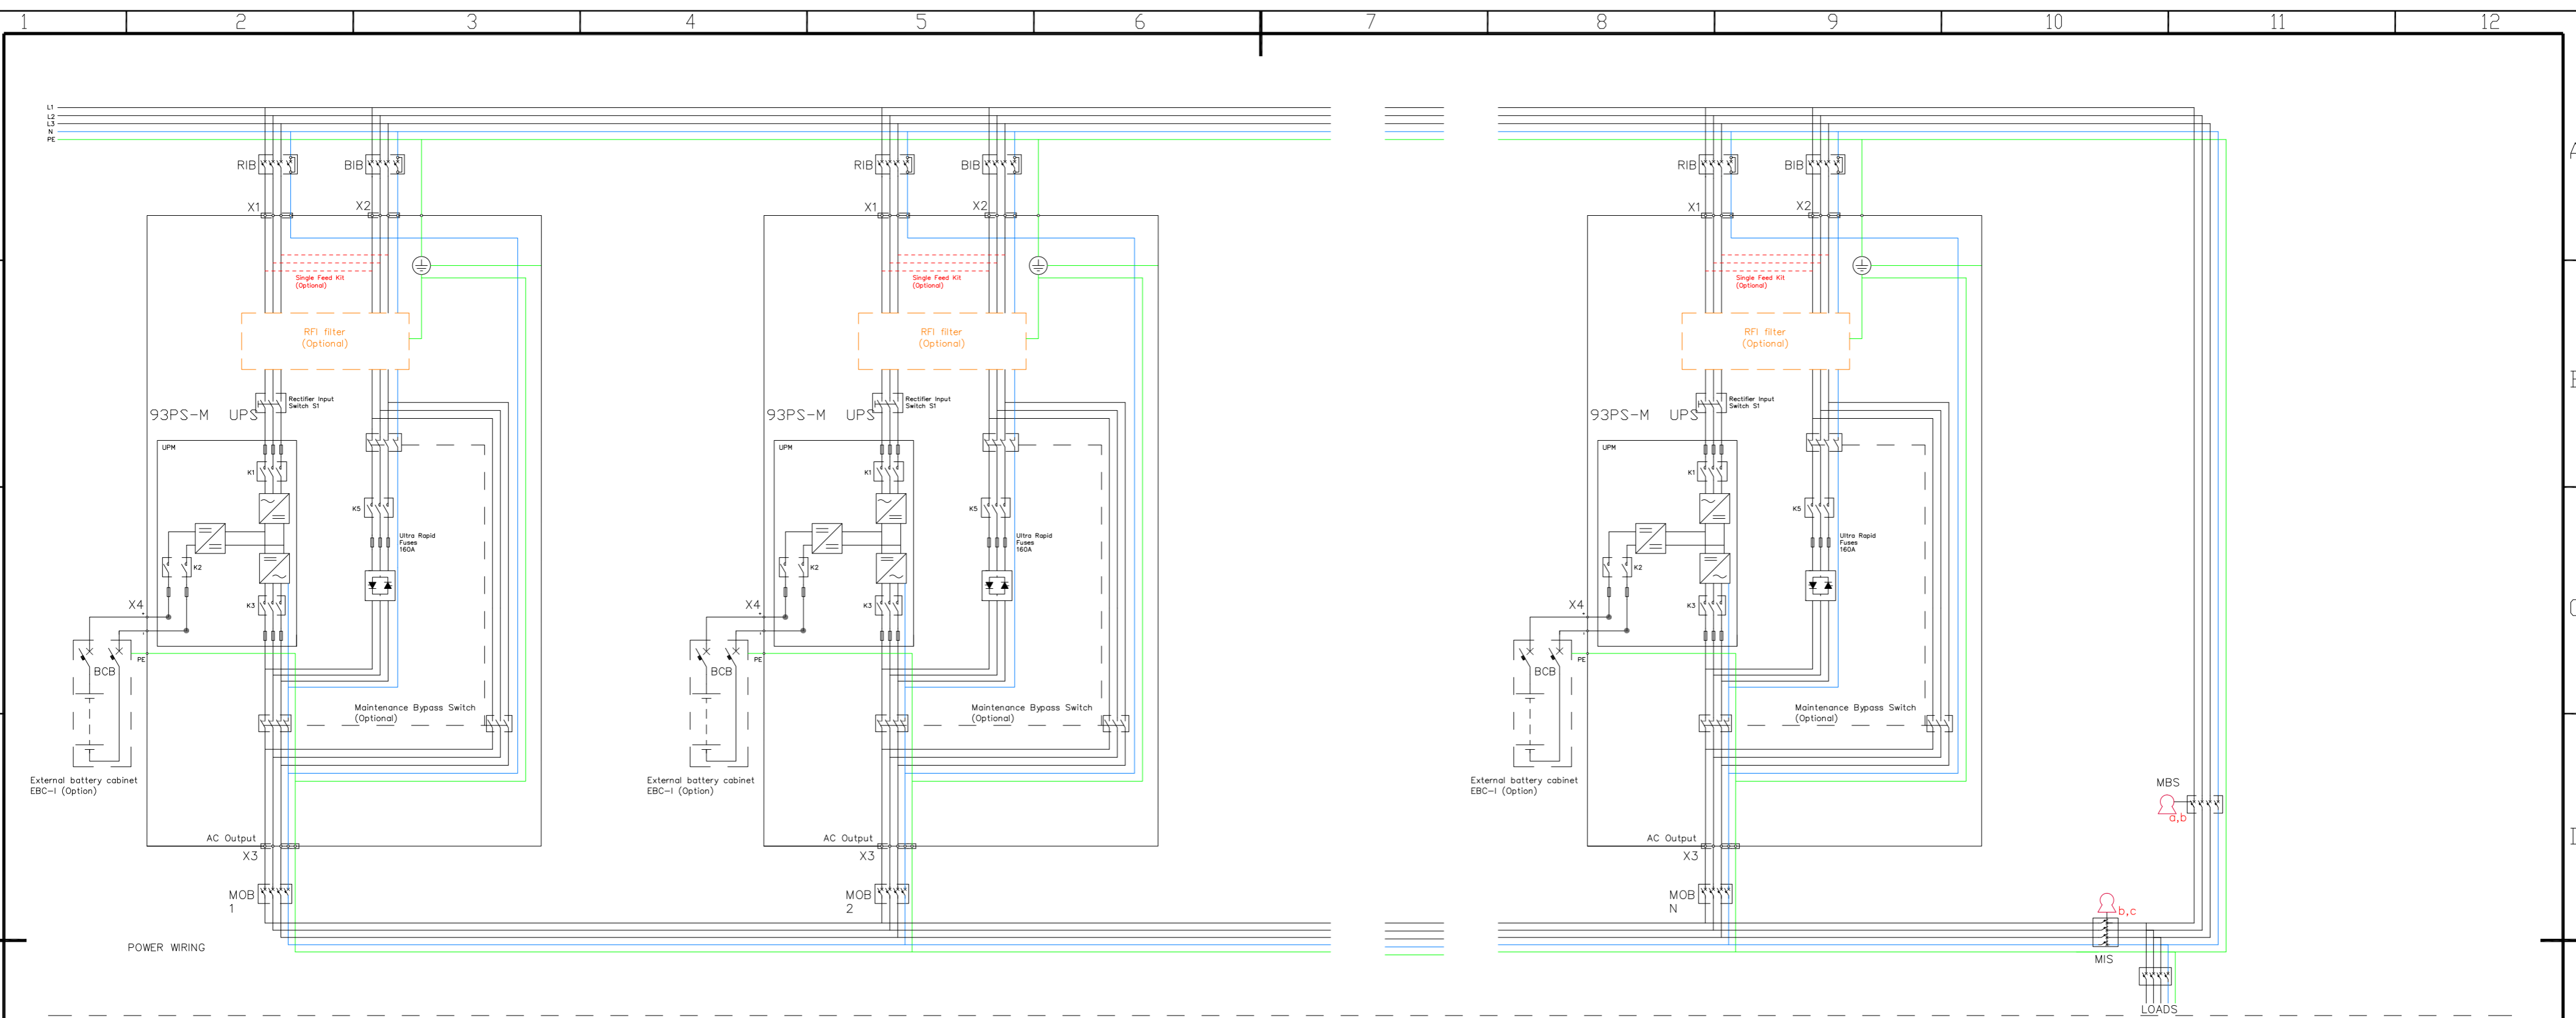 1 2 3 4 5 6 7 8 9 10 11 12
L1
L2
L3
N
PE
RIB BIB RIB BIB RIB BIB
X1 X2 X1 X2 X1 X2
Single Feed Kit
(Optional)
Single Feed Kit
(Optional)
Single Feed Kit
(Optional)
RFI filter
(Optional)
RFI filter
(Optional)
RFI filter
(Optional)
Rectifier Input
Switch S1
93PS-M UPS
Rectifier Input
Switch S1
93PS-M UPS
Rectifier Input
Switch S1
93PS-M UPS
UPM
K1
K5
Ultra Rapid
Fuses
160A
K2
K3
X4
+
-
PE
BCB
UPM
K1
K5
Ultra Rapid
Fuses
160A
K2
K3
X4
+
-
PE
BCB
UPM
K1
K5
Ultra Rapid
Fuses
160A
K2
K3
X4
+
-
PE
BCB
Maintenance Bypass Switch
(Optional)
Maintenance Bypass Switch
(Optional)
Maintenance Bypass Switch
(Optional)
External battery cabinet
EBC-I (Option)
External battery cabinet
EBC-I (Option)
External battery cabinet
EBC-I (Option)
MBS
a,b
AC Output
X3
AC Output
X3
AC Output
X3
MOB
1
MOB
2
MOB
N
b,c
MIS
POWER WIRING
LOADS